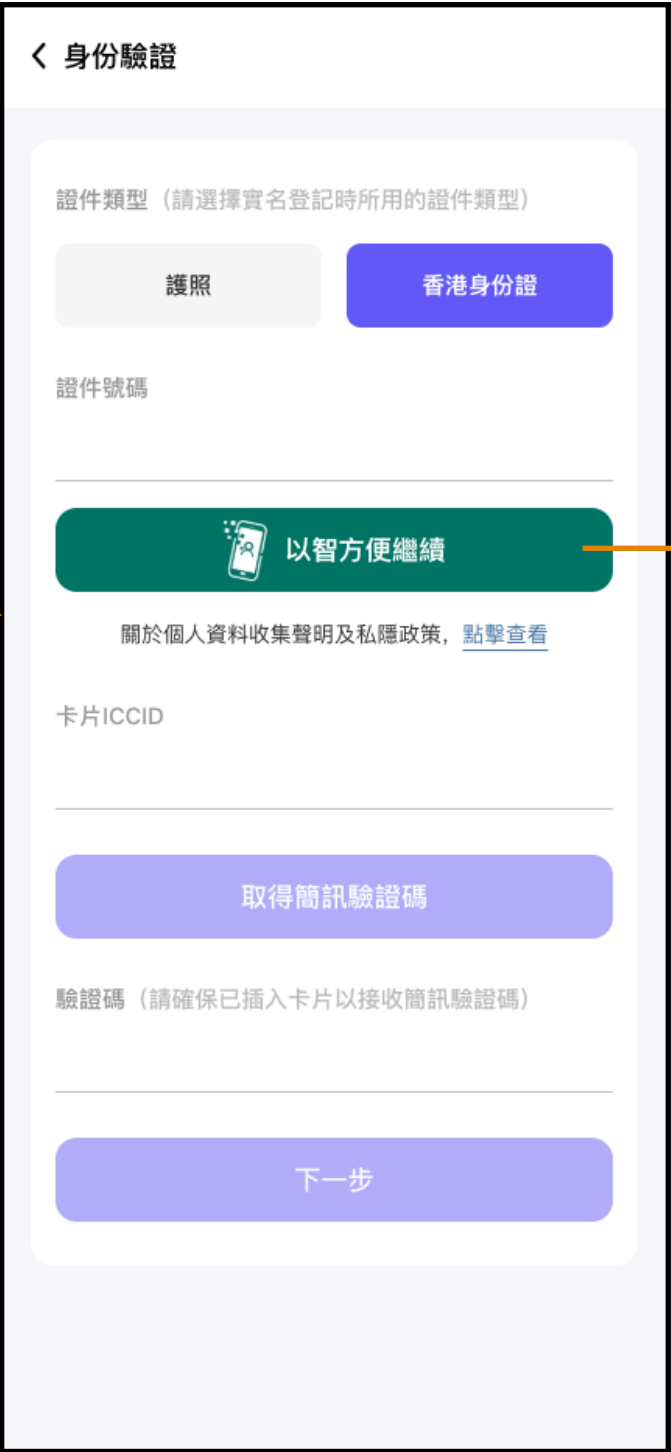 身份驗證
證件類型（請選擇實名登記時所用的證件類型）
護照
香港身份證
證件號碼
以智方便繼續
關於個人資料收集聲明及私隱政策, 點擊查看
卡片ICCID
取得簡訊驗證碼
驗證碼（請確保已插入卡片以接收簡訊驗證碼）
下一步